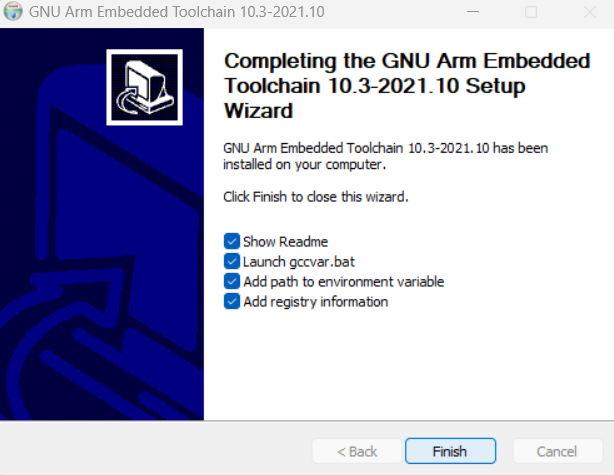 GNU Arm Embedded Toolchain 10.3-2021.10
Completing the GNU Arm Embedded
Toolchain 10.3-2021.10 Setup
Wizard
GNU Arm Embedded Toolchain 10.3-2021.10 has been
installed on your computer.
Click Finish to close this wizard.
Show Readme
Launch gccvar.bat
Add path to environment variable
Add registry information
< Back
Finish
Cancel